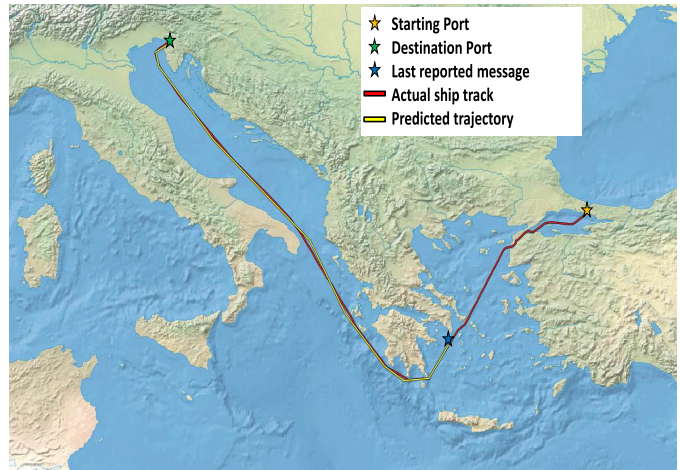 Starting Port
Destination Port
Last reported message
Actual ship track
Predicted trajectory